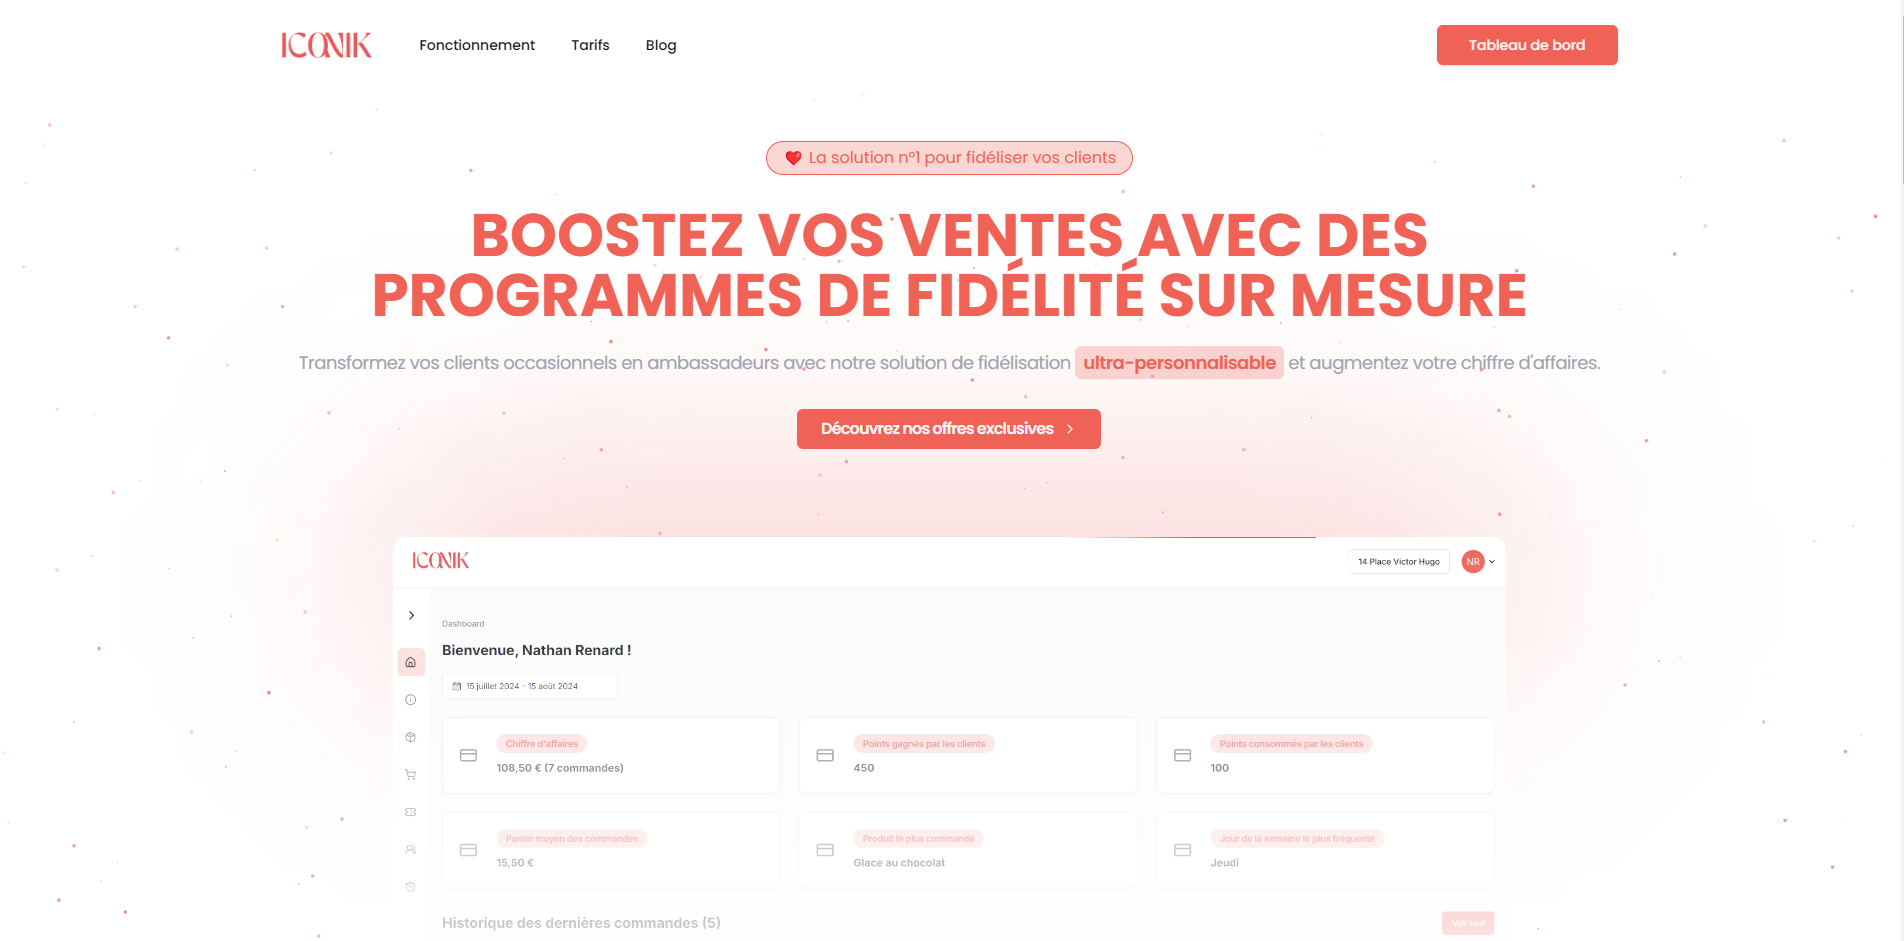 ICONIK
Fonctionnement
Tarifs
Blog
Tableau de bord
La solution n°1 pour fidéliser vos clients
BOOSTEZ VOS VENTES AVEC DES
PROGRAMMES DE FIDÉLITÉ SUR MESURE
Transformez vos clients occasionnels en ambassadeurs avec notre solution de fidélisation ultra-personnalisable et augmentez votre chiffre d'affaires.
Découvrez nos offres exclusives
ICONIK
14 Place Victor Hugo
NR
Dashboard
Bienvenue, Nathan Renard !
15 juillet 2024 - 15 août 2024
Chiffre d'affaires
108,50 € (7 commandes)
Points gagnés par les clients
450
Points consommés par les clients
100
Panier moyen des commandes
15,50 €
Produit le plus commandé
Glace au chocolat
Jour de la semaine le plus fréquenté
Jeudi
Historique des dernières commandes (5)
Voir tout